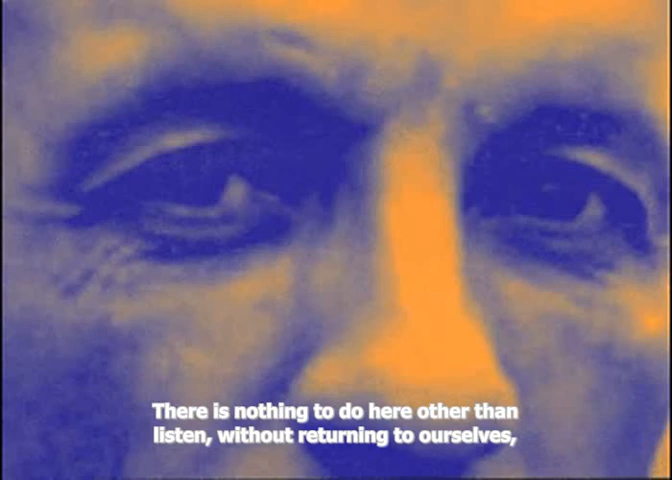 There is nothing to do here other than
listen, without returning to ourselves,